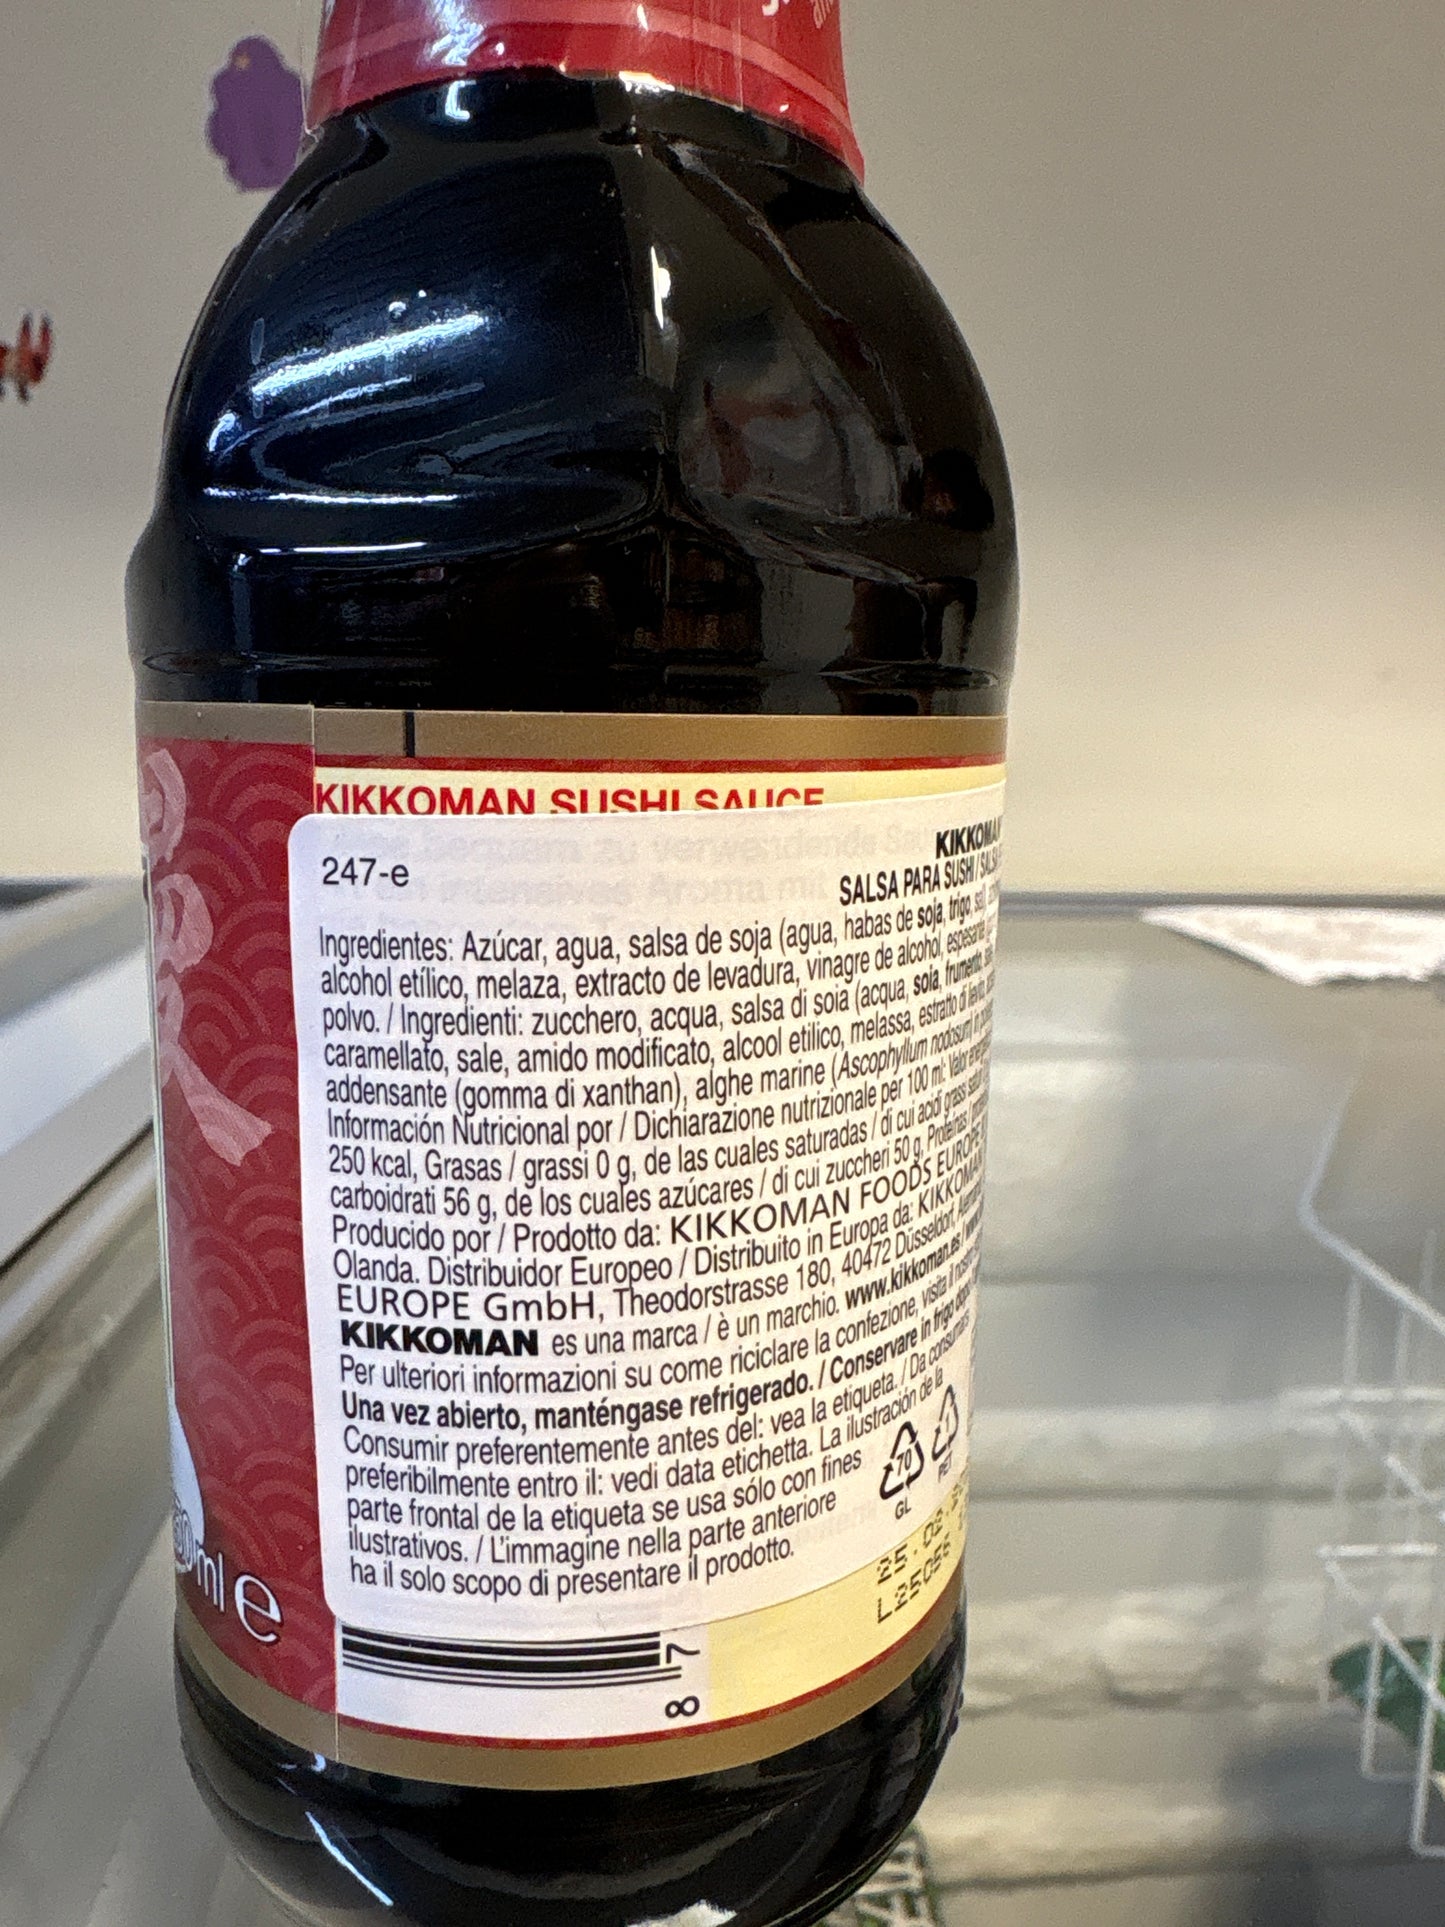 KIKKOMAN SUSHI SAUCE
247-e
KIKKOMAN
SALSA PARA SUSHI /
Ingredientes: Azúcar, agua, salsa de soja (agua, habas de soja, trigo, sal),
alcohol etílico, melaza, extracto de levadura, vinagre de alcohol,
polvo. / Ingredienti: zucchero, acqua, salsa di soia (acqua, soia, frumento,
caramellato, sale, amido modificato, alcool etilico, melassa, estratto di
addensante (gomma di xanthan), alghe marine (Ascophyllum nodosum) in
Información Nutricional por / Dichiarazione nutrizionale per 100 ml: Valor
250 kcal, Grasas / grassi 0 g, de las cuales saturadas / di cui acidi grassi
carboidrati 56 g, de los cuales azúcares / di cui zuccheri 50 g, Proteínas /
Producido por / Prodotto da: KIKKOMAN FOODS EUROPE
Olanda. Distribuidor Europeo / Distribuito in Europa da: KIKKOMAN
EUROPE GmbH, Theodorstrasse 180, 40472 Düsseldorf,
KIKKOMAN es una marca / è un marchio. www.kikkoman.es /
Per ulteriori informazioni su come riciclare la confezione, visita il
Una vez abierto, manténgase refrigerado. / Conservare in frigo
Consumir preferentemente antes del: vea la etiqueta. / Da
preferibilmente entro il: vedi data etichetta. La ilustración de la
parte frontal de la etiqueta se usa sólo con fines
ilustrativos. / L'immagine nella parte anteriore
ha il solo scopo di presentare il prodotto.
70
GL
1
PET
ml e
8 7